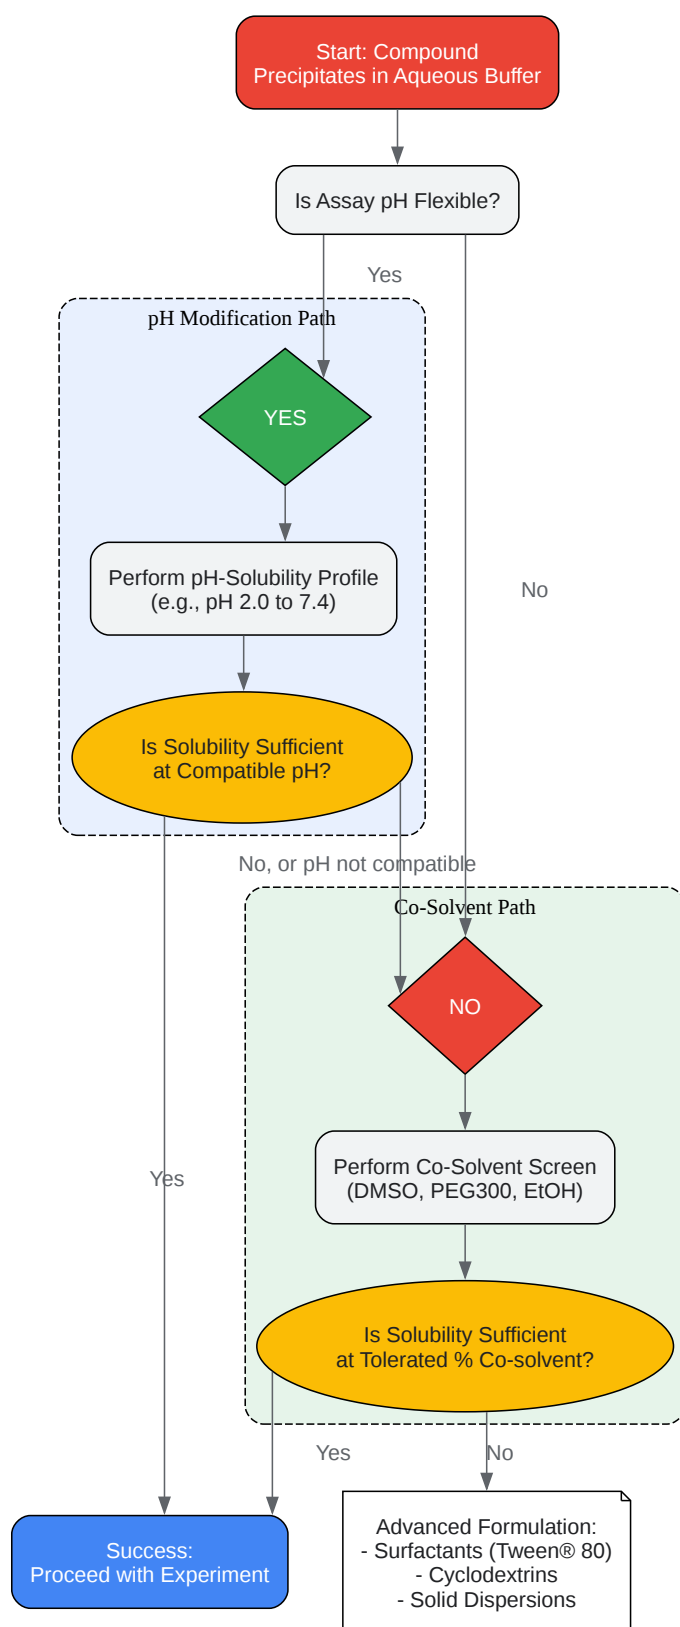 Start: Compound
Precipitates in Aqueous Buffer
Is Assay pH Flexible?
Yes
pH Modification Path
YES
Perform pH-Solubility Profile
(e.g., pH 2.0 to 7.4)
No
Is Solubility Sufficient
at Compatible pH?
No, or pH not compatible
Co-Solvent Path
NO
Perform Co-Solvent Screen
(DMSO, PEG300, EtOH)
Yes
Is Solubility Sufficient
at Tolerated % Co-solvent?
Yes
No
Success:
Proceed with Experiment
Advanced Formulation:
- Surfactants (Tween® 80)
- Cyclodextrins
- Solid Dispersions